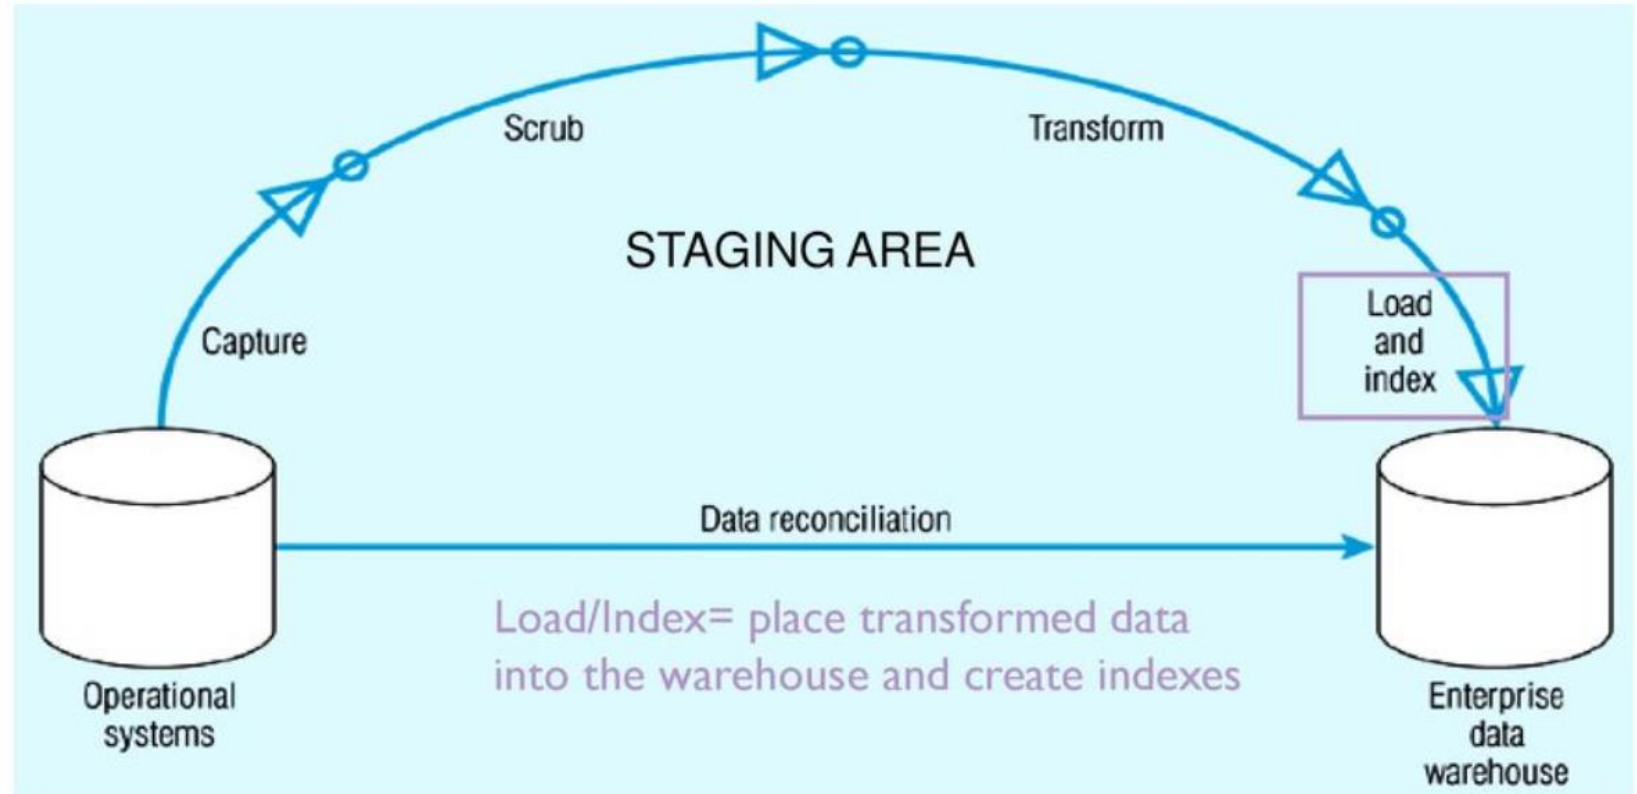 Scrub
Transform
STAGING AREA
Capture
Load
and
index
Data reconciliation
Load/Index= place transformed data
into the warehouse and create indexes
Operational
systems
Enterprise
data
warehouse